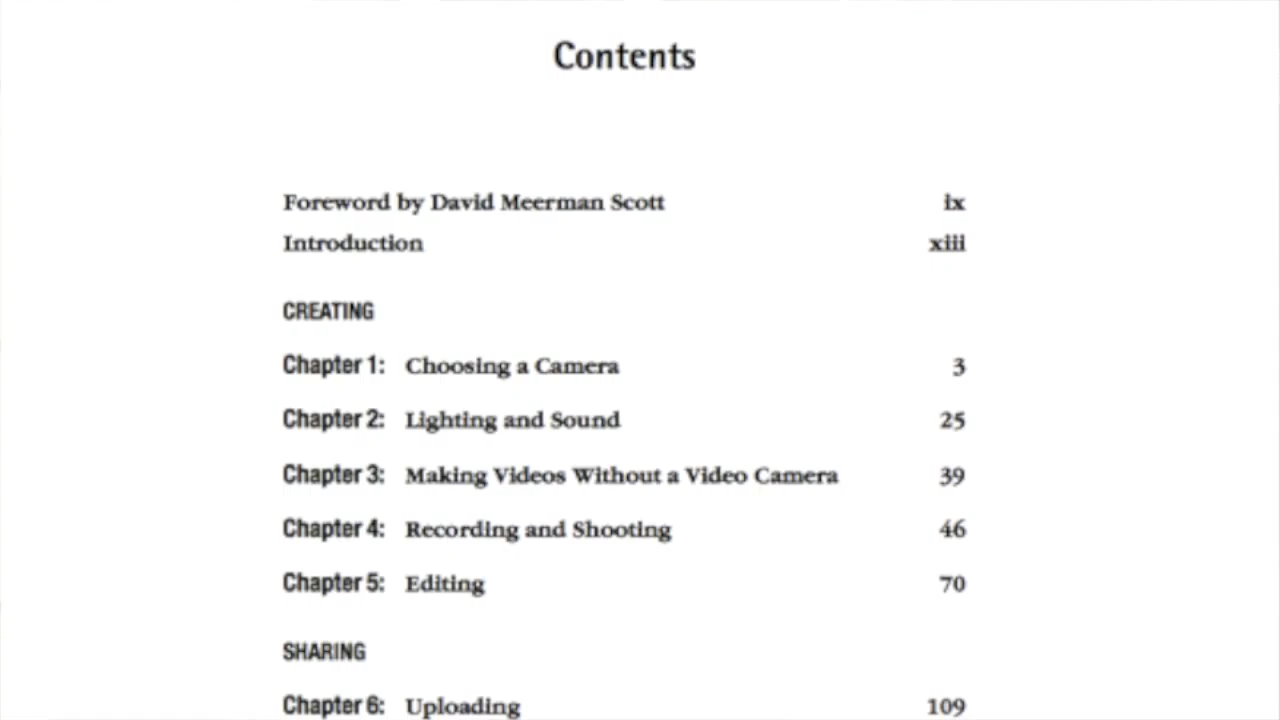 Contents
Foreword by David Meerman Scott ix
Introduction xiii
CREATING
Chapter 1: Choosing a Camera 3
Chapter 2: Lighting and Sound 25
Chapter 3: Making Videos Without a Video Camera 39
Chapter 4: Recording and Shooting 46
Chapter 5: Editing 70
SHARING
Chapter 6: Uploading 109